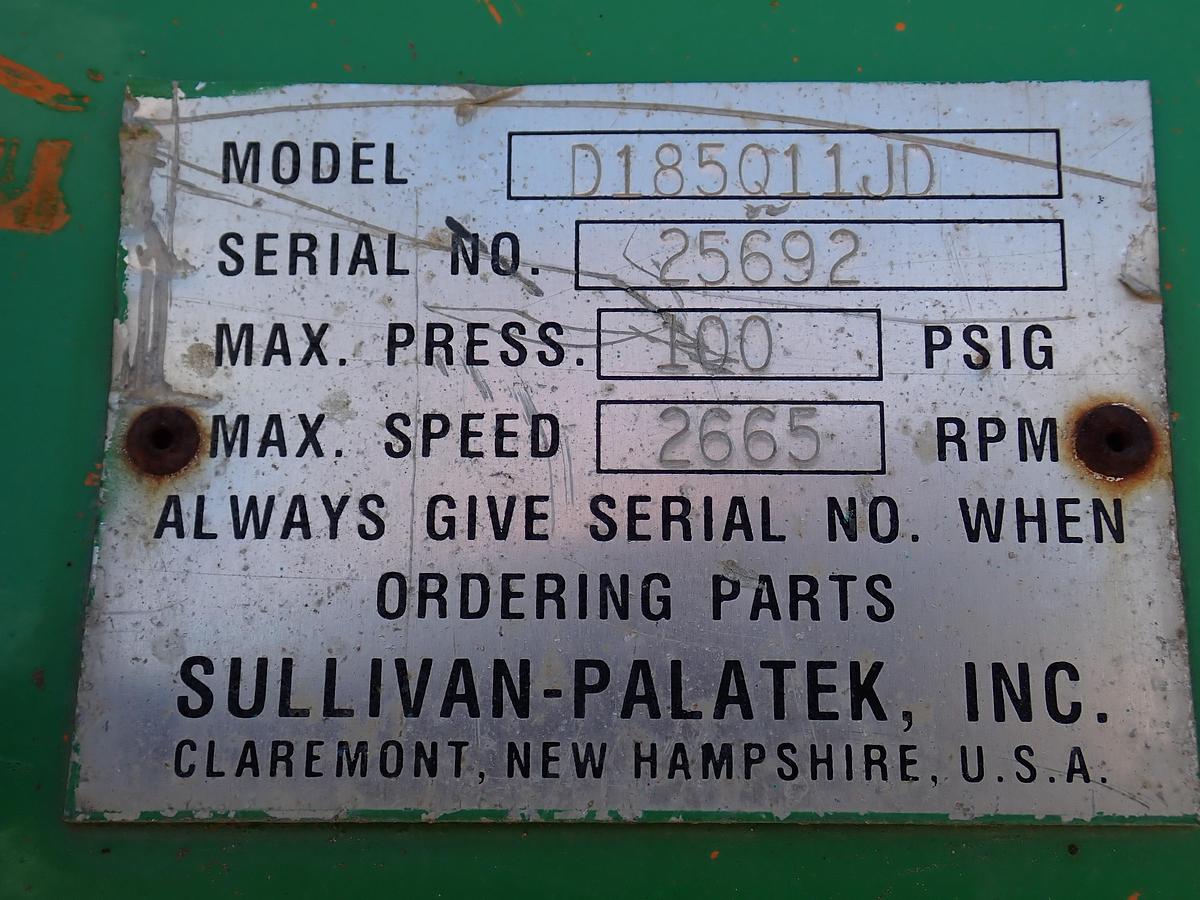 MODEL D185Q11JD
SERIAL NO. 25692
MAX. PRESS. 100 PSIG
MAX. SPEED 2665 RPM
ALWAYS GIVE SERIAL NO. WHEN
ORDERING PARTS
SULLIVAN-PALATEK, INC.
CLAREMONT, NEW HAMPSHIRE, U.S.A.